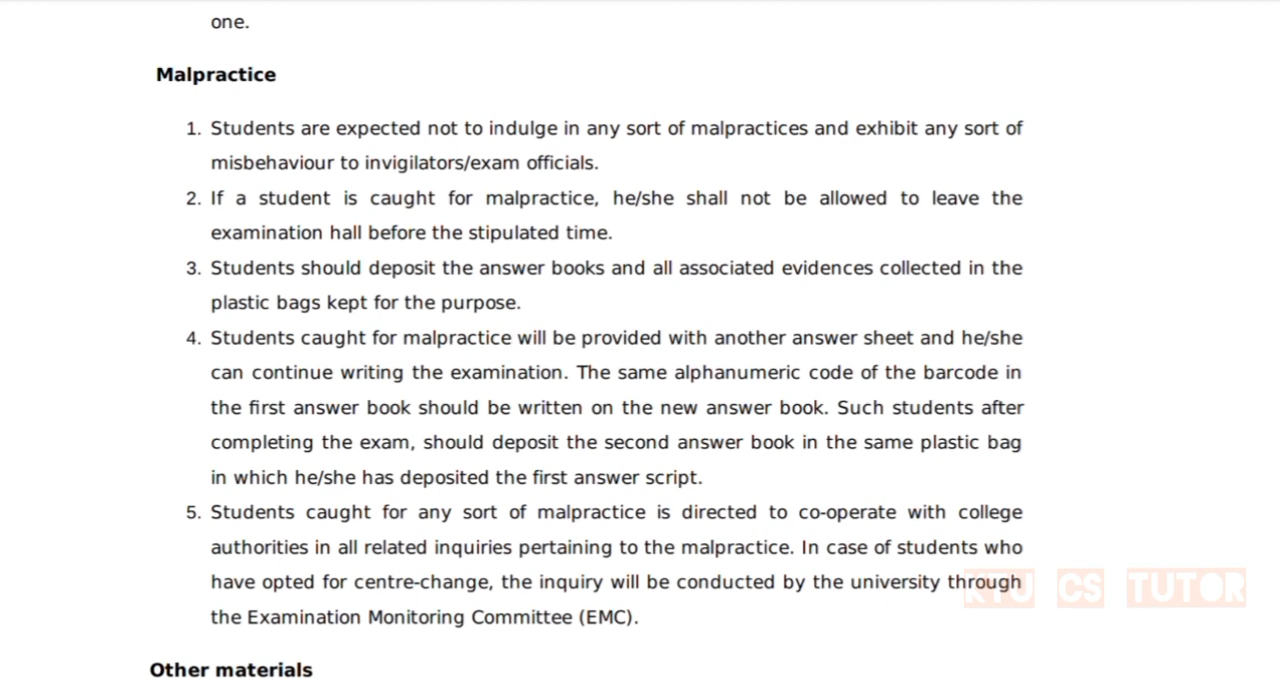 one.
Malpractice
1. Students are expected not to indulge in any sort of malpractices and exhibit any sort of
misbehaviour to invigilators/exam officials.
2. If a student is caught for malpractice, he/she shall not be allowed to leave the
examination hall before the stipulated time.
3. Students should deposit the answer books and all associated evidences collected in the
plastic bags kept for the purpose.
4. Students caught for malpractice will be provided with another answer sheet and he/she
can continue writing the examination. The same alphanumeric code of the barcode in
the first answer book should be written on the new answer book. Such students after
completing the exam, should deposit the second answer book in the same plastic bag
in which he/she has deposited the first answer script.
5. Students caught for any sort of malpractice is directed to co-operate with college
authorities in all related inquiries pertaining to the malpractice. In case of students who
have opted for centre-change, the inquiry will be conducted by the university through
KTU CS TUTOR
the Examination Monitoring Committee (EMC).
Other materials